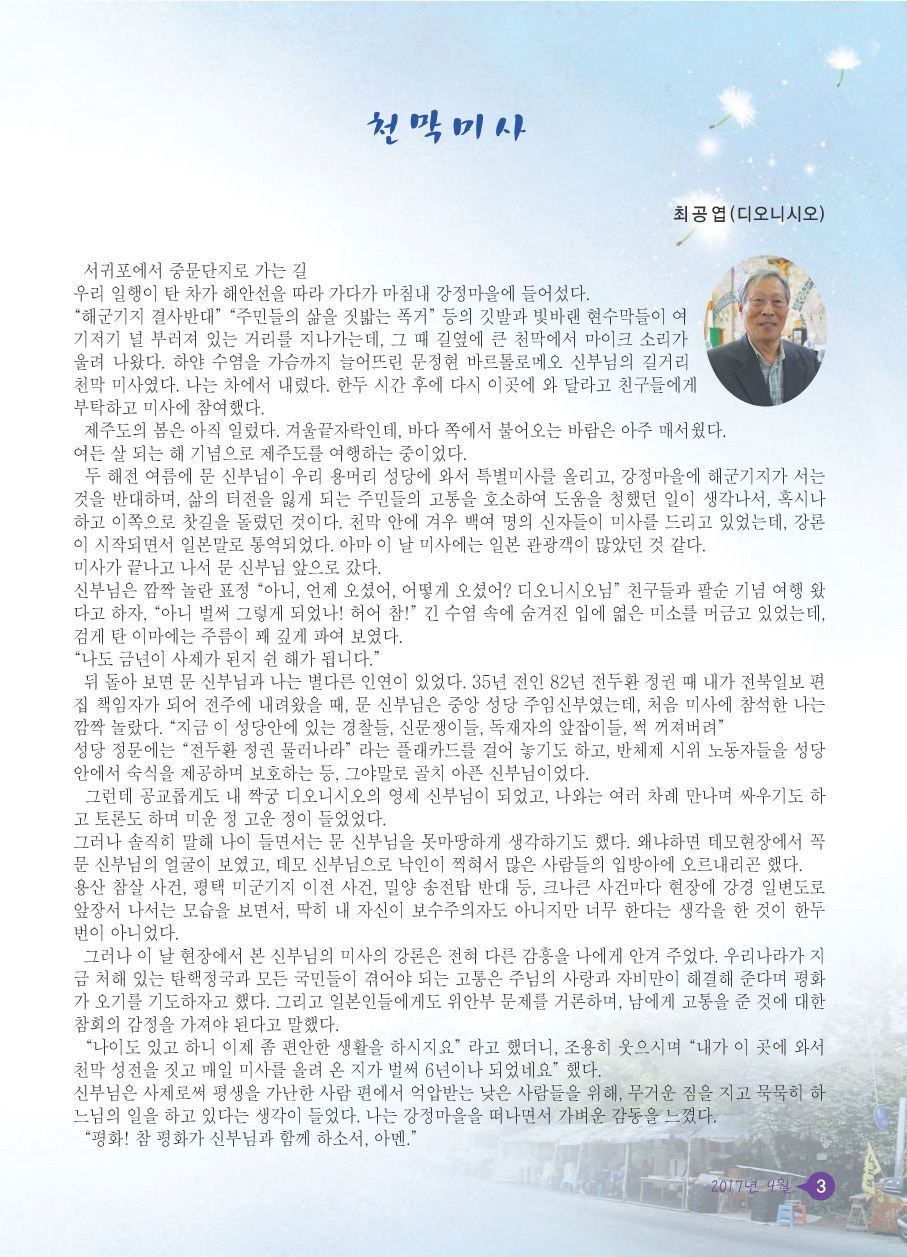 천막미사
최공엽(디오니시오)
서귀포에서 중문단지로 가는 길
우리 일행이 탄 차가 해안선을 따라 가다가 마침내 강정마을에 들어섰다.
“해군기지 결사반대” “주민들의 삶을 짓밟는 폭거” 등의 깃발과 빛바랜 현수막들이 여
기저기 널 부러져 있는 거리를 지나가는데, 그 때 길옆에 큰 천막에서 마이크 소리가
울려 나왔다. 하얀 수염을 가슴까지 늘어뜨린 문정현 바르톨로메오 신부님의 길거리
천막 미사였다. 나는 차에서 내렸다. 한두 시간 후에 다시 이곳에 와 달라고 친구들에게
부탁하고 미사에 참여했다.
제주도의 봄은 아직 일렀다. 겨울끝자락인데, 바다 쪽에서 불어오는 바람은 아주 매서웠다.
여든 살 되는 해 기념으로 제주도를 여행하는 중이었다.
두 해전 여름에 문 신부님이 우리 용머리 성당에 와서 특별미사를 올리고, 강정마을에 해군기지가 서는
것을 반대하며, 삶의 터전을 잃게 되는 주민들의 고통을 호소하여 도움을 청했던 일이 생각나서, 혹시나
하고 이쪽으로 찻길을 돌렸던 것이다. 천막 안에 겨우 백여 명의 신자들이 미사를 드리고 있었는데, 강론
이 시작되면서 일본말로 통역되었다. 아마 이 날 미사에는 일본 관광객이 많았던 것 같다.
미사가 끝나고 나서 문 신부님 앞으로 갔다.
신부님은 깜짝 놀란 표정 “아니, 언제 오셨어, 어떻게 오셨어? 디오니시오님” 친구들과 팔순 기념 여행 왔
다고 하자, “아니 벌써 그렇게 되었나! 허어 참!” 긴 수염 속에 숨겨진 입에 엷은 미소를 머금고 있었는데,
검게 탄 이마에는 주름이 꽤 깊게 파여 보였다.
“나도 금년이 사제가 된지 쉰 해가 됩니다.”
뒤 돌아 보면 문 신부님과 나는 별다른 인연이 있었다. 35년 전인 82년 전두환 정권 때 내가 전북일보 편
집 책임자가 되어 전주에 내려왔을 때, 문 신부님은 중앙 성당 주임신부였는데, 처음 미사에 참석한 나는
깜짝 놀랐다. “지금 이 성당안에 있는 경찰들, 신문쟁이들, 독재자의 앞잡이들, 썩 꺼져버려”
성당 정문에는 “전두환 정권 물러나라” 라는 플래카드를 걸어 놓기도 하고, 반체제 시위 노동자들을 성당
안에서 숙식을 제공하며 보호하는 등, 그야말로 골치 아픈 신부님이었다.
그런데 공교롭게도 내 짝궁 디오니시오의 영세 신부님이 되었고, 나와는 여러 차례 만나며 싸우기도 하
고 토론도 하며 미운 정 고운 정이 들었었다.
그러나 솔직히 말해 나이 들면서는 문 신부님을 못마땅하게 생각하기도 했다. 왜냐하면 데모현장에서 꼭
문 신부님의 얼굴이 보였고, 데모 신부님으로 낙인이 찍혀서 많은 사람들의 입방아에 오르내리곤 했다.
용산 참살 사건, 평택 미군기지 이전 사건, 밀양 송전탑 반대 등, 크나큰 사건마다 현장에 강경 일변도로
앞장서 나서는 모습을 보면서, 딱히 내 자신이 보수주의자도 아니지만 너무 한다는 생각을 한 것이 한두
번이 아니었다.
그러나 이 날 현장에서 본 신부님의 미사의 강론은 전혀 다른 감흥을 나에게 안겨 주었다. 우리나라가 지
금 처해 있는 탄핵정국과 모든 국민들이 겪어야 되는 고통은 주님의 사랑과 자비만이 해결해 준다며 평화
가 오기를 기도하자고 했다. 그리고 일본인들에게도 위안부 문제를 거론하며, 남에게 고통을 준 것에 대한
참회의 감정을 가져야 된다고 말했다.
“나이도 있고 하니 이제 좀 편안한 생활을 하시지요” 라고 했더니, 조용히 웃으시며 “내가 이 곳에 와서
천막 성전을 짓고 매일 미사를 올려 온 지가 벌써 6년이나 되었네요” 했다.
신부님은 사제로써 평생을 가난한 사람 편에서 억압받는 낮은 사람들을 위해, 무거운 짐을 지고 묵묵히 하
느님의 일을 하고 있다는 생각이 들었다. 나는 강정마을을 떠나면서 가벼운 감동을 느꼈다.
“평화! 참 평화가 신부님과 함께 하소서, 아멘.”
2017년 4월 3